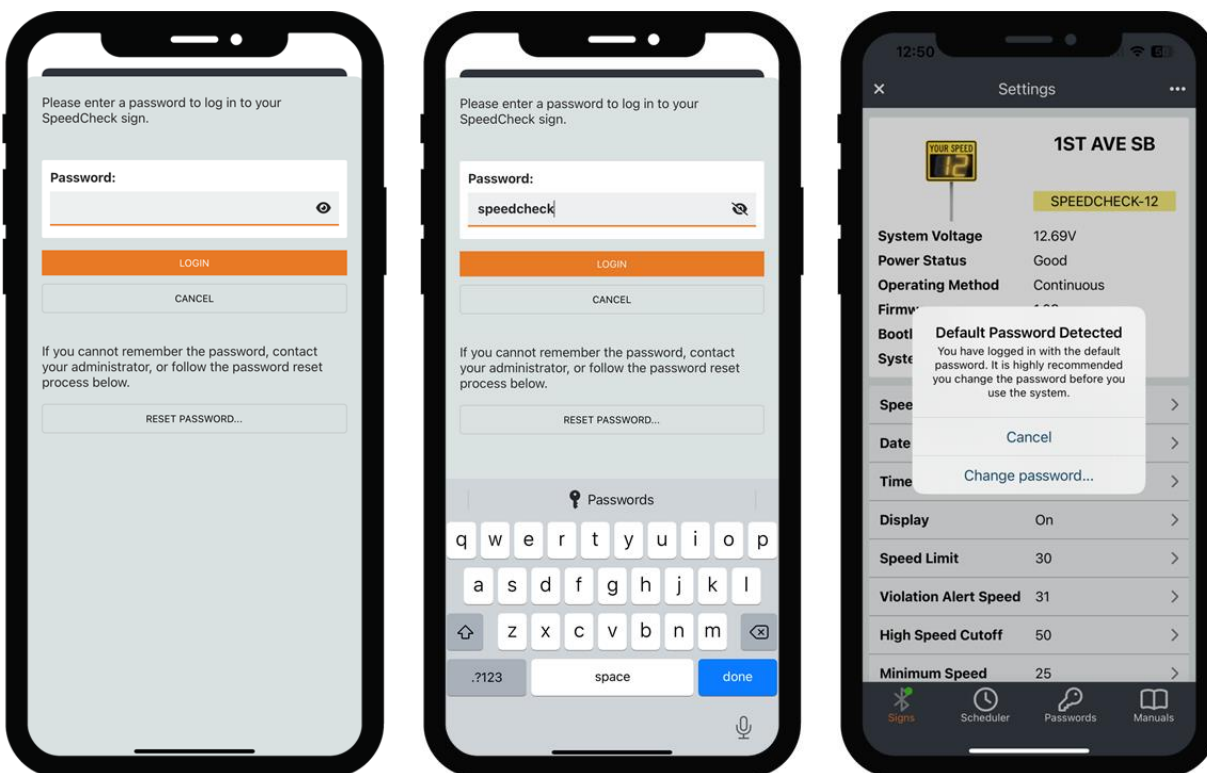 Please enter a password to log in to your
SpeedCheck sign.
Password:
LOGIN
CANCEL
If you cannot remember the password, contact
your administrator, or follow the password reset
process below.
RESET PASSWORD...
Please enter a password to log in to your
SpeedCheck sign.
Password:
speedcheck
LOGIN
CANCEL
If you cannot remember the password, contact
your administrator, or follow the password reset
process below.
RESET PASSWORD...
Passwords
q w e r t y u i o p
a s d f g h j k l
z x c v b n m
.?123 space done
12:50
Settings
YOUR SPEED
12
1ST AVE SB
SPEEDCHECK-12
System Voltage 12.69V
Power Status Good
Operating Method Continuous
Default Password Detected
You have logged in with the default
password. It is highly recommended
you change the password before you
use the system.
Cancel
Change password...
Date
Time
Display On
Speed Limit 30
Violation Alert Speed 31
High Speed Cutoff 50
Minimum Speed 25
Signs Scheduler Passwords Manuals